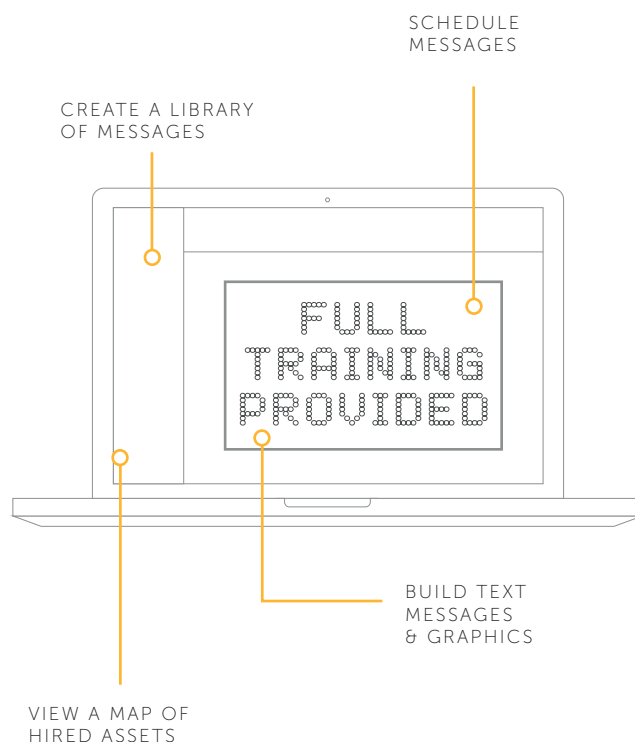 SCHEDULE
MESSAGES
CREATE A LIBRARY
OF MESSAGES
FULL
TRAINING
PROVIDED
BUILD TEXT
MESSAGES
& GRAPHICS
VIEW A MAP OF
HIRED ASSETS